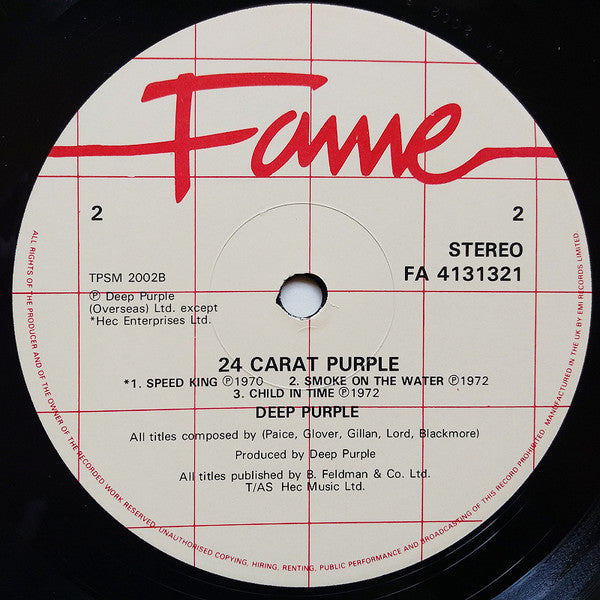 Fame
2
2
STEREO
FA 4131321
TPSM 2002B
℗ Deep Purple
(Overseas) Ltd. except
*Hec Enterprises Ltd.
24 CARAT PURPLE
*1. SPEED KING ℗1970 2. SMOKE ON THE WATER ℗1972
3. CHILD IN TIME ℗1972
DEEP PURPLE
All titles composed by (Paice, Glover, Gillan, Lord, Blackmore)
Produced by Deep Purple
All titles published by B. Feldman & Co. Ltd.
T/AS Hec Music Ltd.
ALL RIGHTS OF THE PRODUCER AND OF THE OWNER OF THE RECORDED WORK RESERVED. UNAUTHORISED COPYING, HIRING, RENTING, PUBLIC PERFORMANCE AND BROADCASTING OF THIS RECORD PROHIBITED. MANUFACTURED IN THE UK BY EMI RECORDS LIMITED.